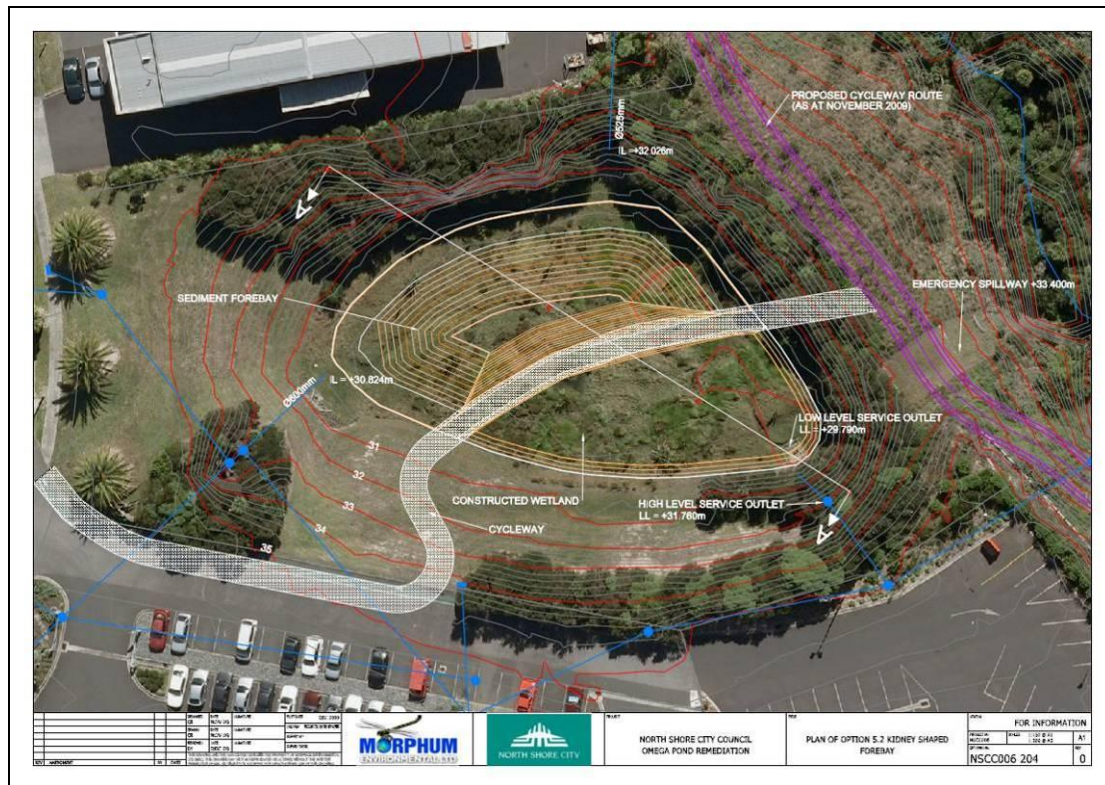 PROPOSED CYCLEWAY ROUTE
(AS AT NOVEMBER 2009)
Ø525mm
IL = +32.026m
SEDIMENT FOREBAY
EMERGENCY SPILLWAY +33.400m
IL = +30.824m
Ø600mm
LOW LEVEL SERVICE OUTLET
LL = +29.790m
31
32
33
34
35
CONSTRUCTED WETLAND
HIGH LEVEL SERVICE OUTLET
LL = +31.760m
CYCLEWAY
A
A
MORPHUM
ENVIRONMENTAL LTD
NORTH SHORE CITY
NORTH SHORE CITY COUNCIL
OMEGA POND REMEDIATION
PLAN OF OPTION 5.2 KIDNEY SHAPED
FOREBAY
FOR INFORMATION
A1
NSCC006 204
0